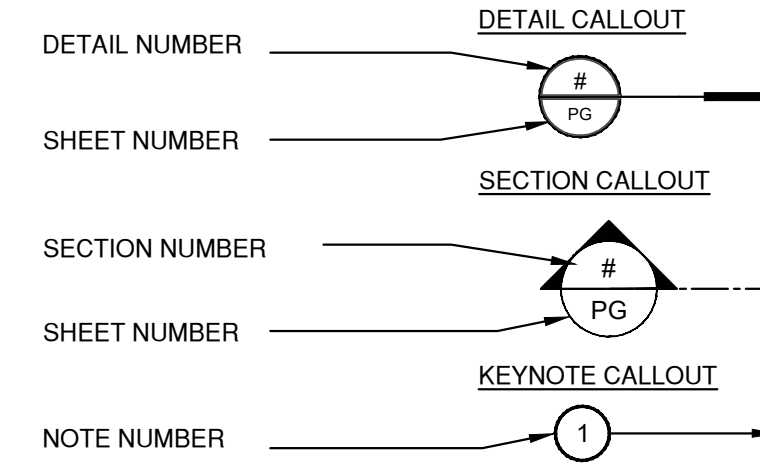 DETAIL CALLOUT
DETAIL NUMBER
#
PG
SHEET NUMBER
SECTION CALLOUT
SECTION NUMBER
#
PG
SHEET NUMBER
KEYNOTE CALLOUT
NOTE NUMBER
1